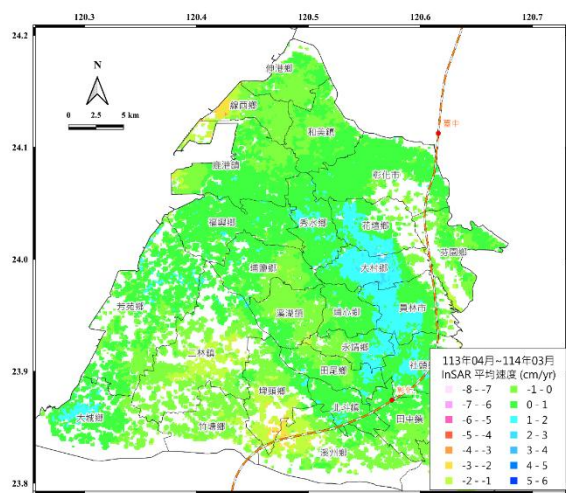 120.3 120.4 120.5 120.6 120.7
24.2
24.1
24.0
23.9
23.8
N
0 2.5 5 km
伸港鄉
線西鄉
和美鎮
臺中
鹿港鎮
彰化市
福興鄉
秀水鄉
花壇鄉
芬園鄉
埔鹽鄉
大村鄉
芳苑鄉
溪湖鎮
埔心鄉
員林市
二林鎮
永靖鄉
社頭鄉
田尾鄉
埤頭鄉
北斗鎮
大城鄉
竹塘鄉
田中鎮
溪州鄉
113年04月~114年03月
InSAR 平均速度 (cm/yr)
-8 - -7
-7 - -6
-6 - -5
-5 - -4
-4 - -3
-3 - -2
-2 - -1
-1 - 0
0 - 1
1 - 2
2 - 3
3 - 4
4 - 5
5 - 6